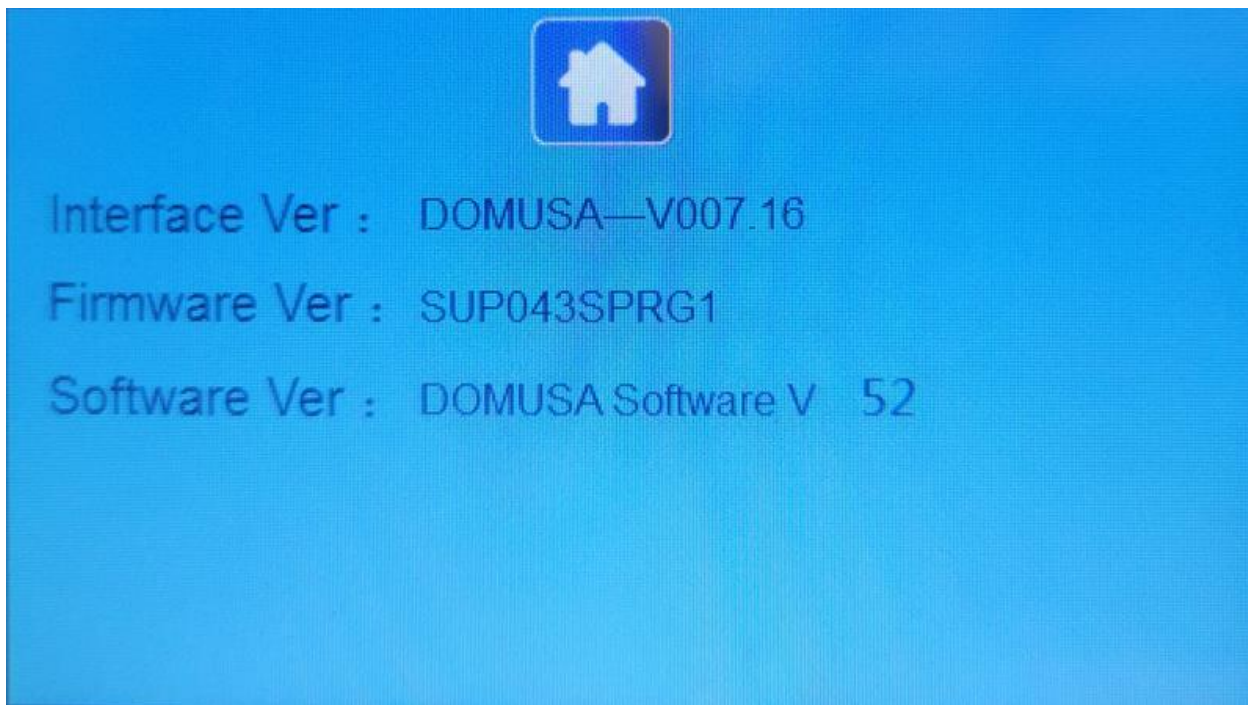 Interface Ver : DOMUSA—V007.16
Firmware Ver : SUP043SPRG1
Software Ver : DOMUSA Software V 52